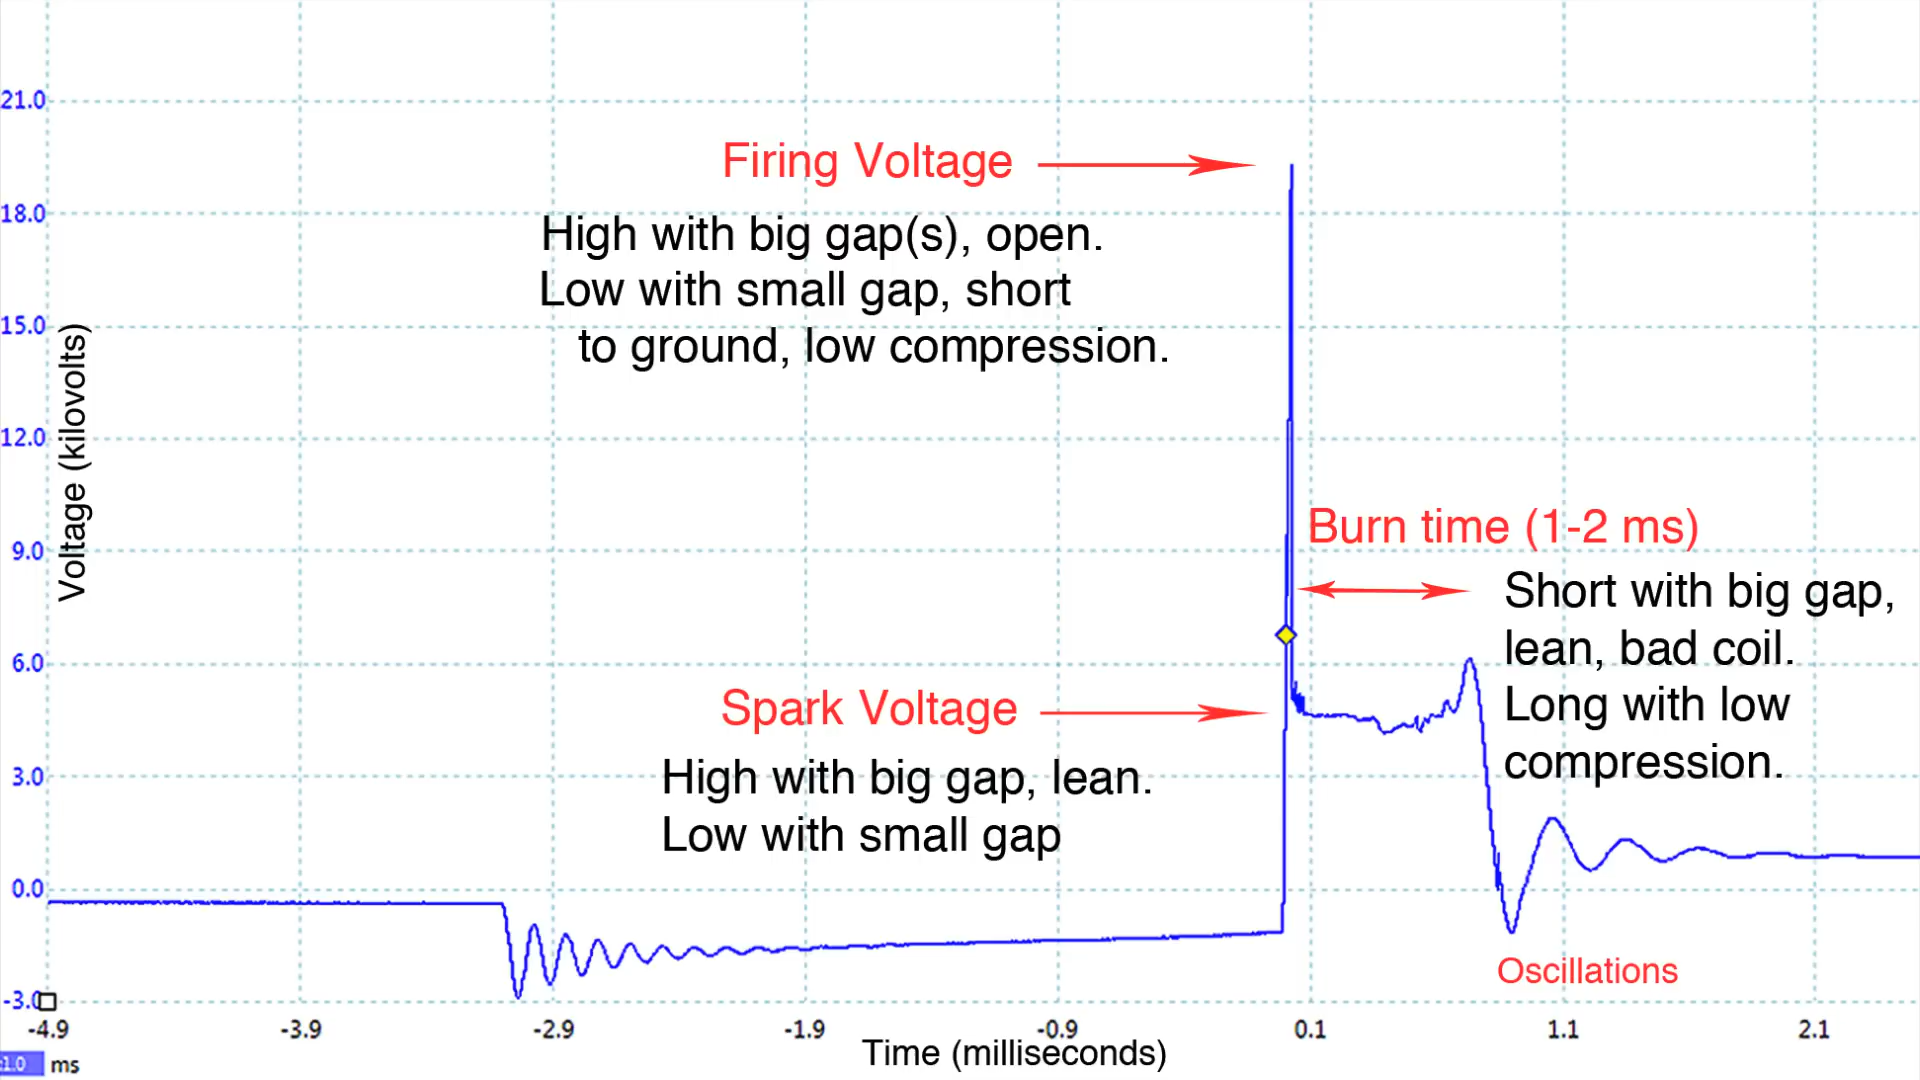 21.0
Firing Voltage
18.0
High with big gap(s), open.
Low with small gap, short
to ground, low compression.
15.0
12.0
Voltage (kilovolts)
9.0
Burn time (1-2 ms)
Short with big gap,
lean, bad coil.
Long with low
compression.
6.0
Spark Voltage
High with big gap, lean.
Low with small gap
3.0
0.0
Oscillations
-3.0
-4.9 -3.9 -2.9 -1.9 -0.9 0.1 1.1 2.1
Time (milliseconds)
ms